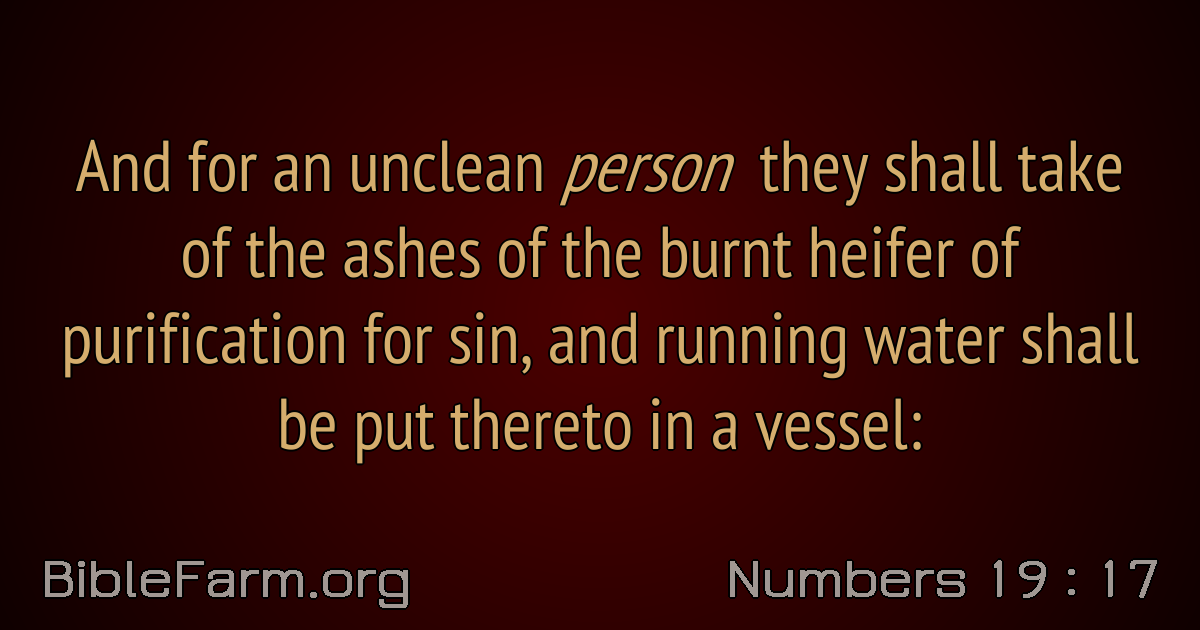 And for an unclean person they shall take
of the ashes of the burnt heifer of
purification for sin, and running water shall
be put thereto in a vessel:
BibleFarm.org
Numbers 19 : 17